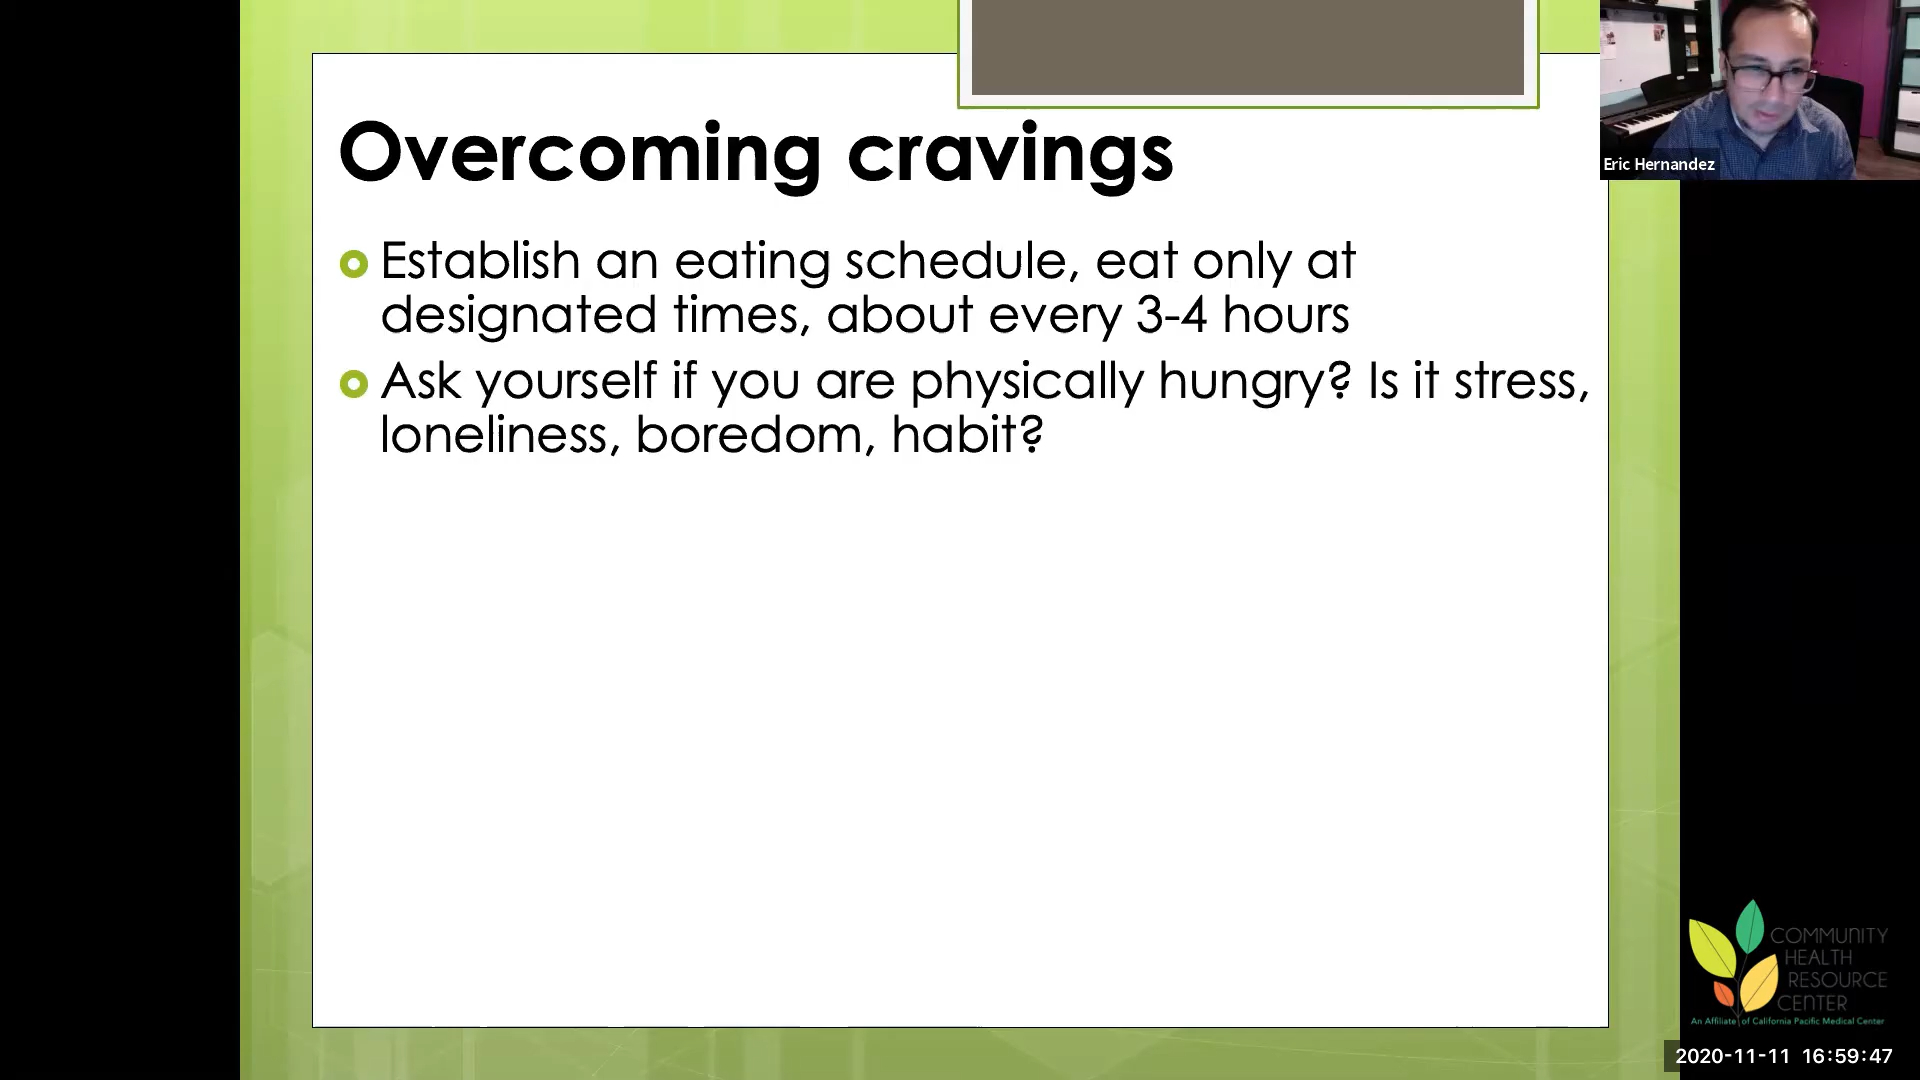 Overcoming cravings
Establish an eating schedule, eat only at
designated times, about every 3-4 hours
Ask yourself if you are physically hungry? Is it stress,
loneliness, boredom, habit?
Eric Hernandez
COMMUNITY
HEALTH
RESOURCE
CENTER
An Affiliate of California Pacific Medical Center
2020-11-11 16:59:47